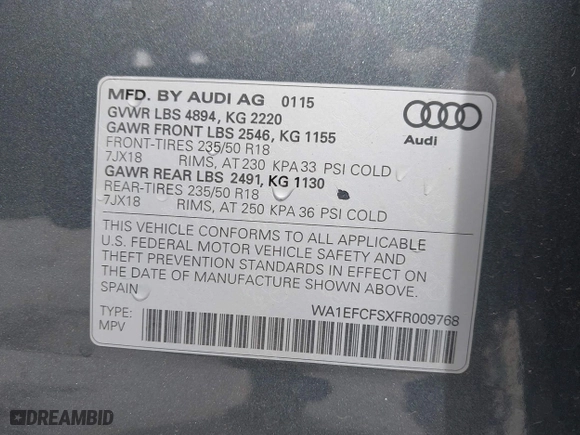 MFD. BY AUDI AG 0115
GVWR LBS 4894, KG 2220
GAWR FRONT LBS 2546, KG 1155
FRONT-TIRES 235/50 R18
7JX18 RIMS, AT 230 KPA 33 PSI COLD
GAWR REAR LBS 2491, KG 1130
REAR-TIRES 235/50 R18
7JX18 RIMS, AT 250 KPA 36 PSI COLD
Audi
THIS VEHICLE CONFORMS TO ALL APPLICABLE
U.S. FEDERAL MOTOR VEHICLE SAFETY AND
THEFT PREVENTION STANDARDS IN EFFECT ON
THE DATE OF MANUFACTURE SHOWN ABOVE.
SPAIN
WA1EFCFSXFR009768
TYPE:
MPV
DREAMBID